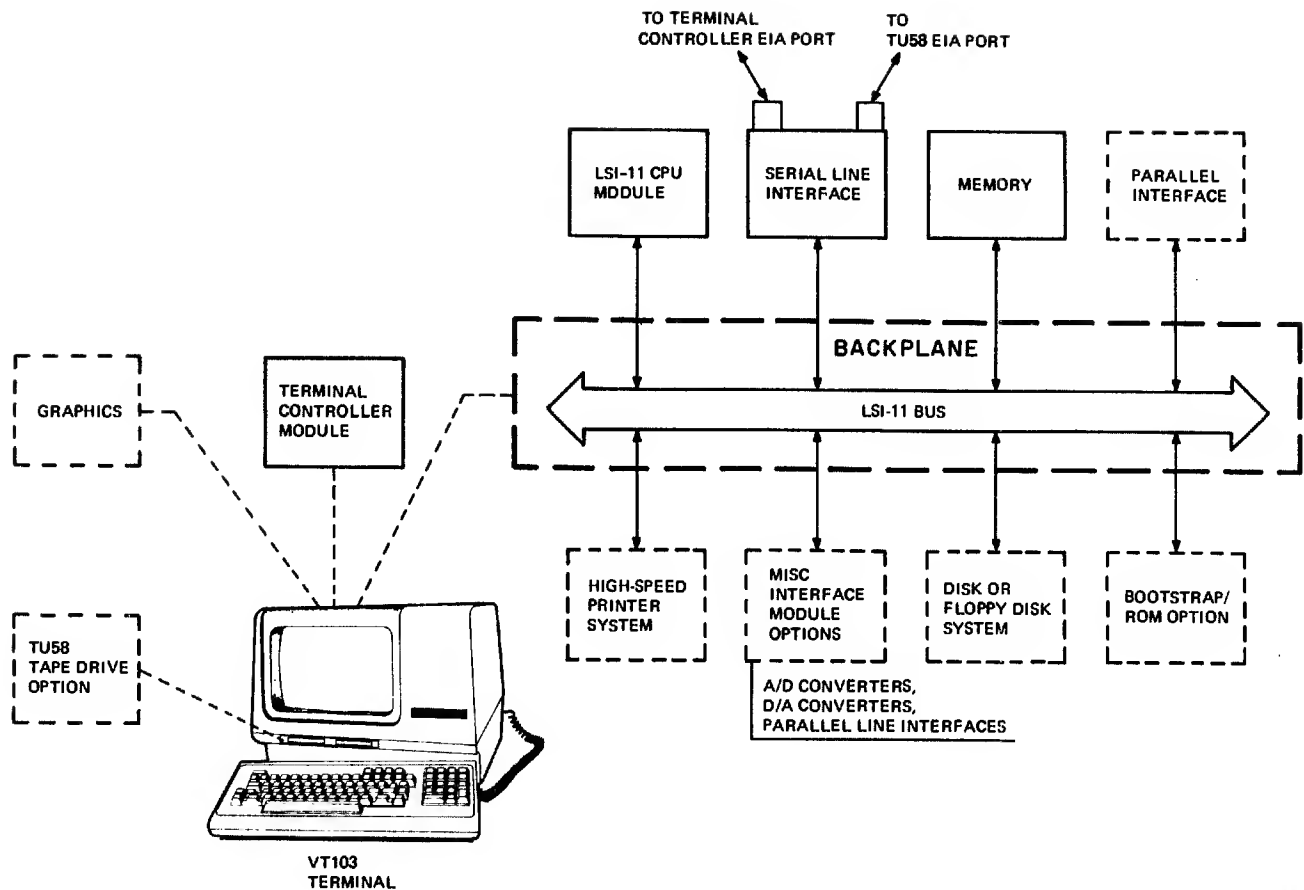 TO TERMINAL
CONTROLLER EIA PORT
TO
TU58 EIA PORT
LSI-11 CPU
MODULE
SERIAL LINE
INTERFACE
MEMORY
PARALLEL
INTERFACE
BACKPLANE
LSI-11 BUS
GRAPHICS
TERMINAL
CONTROLLER
MODULE
TU58
TAPE DRIVE
OPTION
HIGH-SPEED
PRINTER
SYSTEM
MISC
INTERFACE
MODULE
OPTIONS
DISK OR
FLOPPY DISK
SYSTEM
BOOTSTRAP/
ROM OPTION
A/D CONVERTERS,
D/A CONVERTERS,
PARALLEL LINE INTERFACES
VT103
TERMINAL